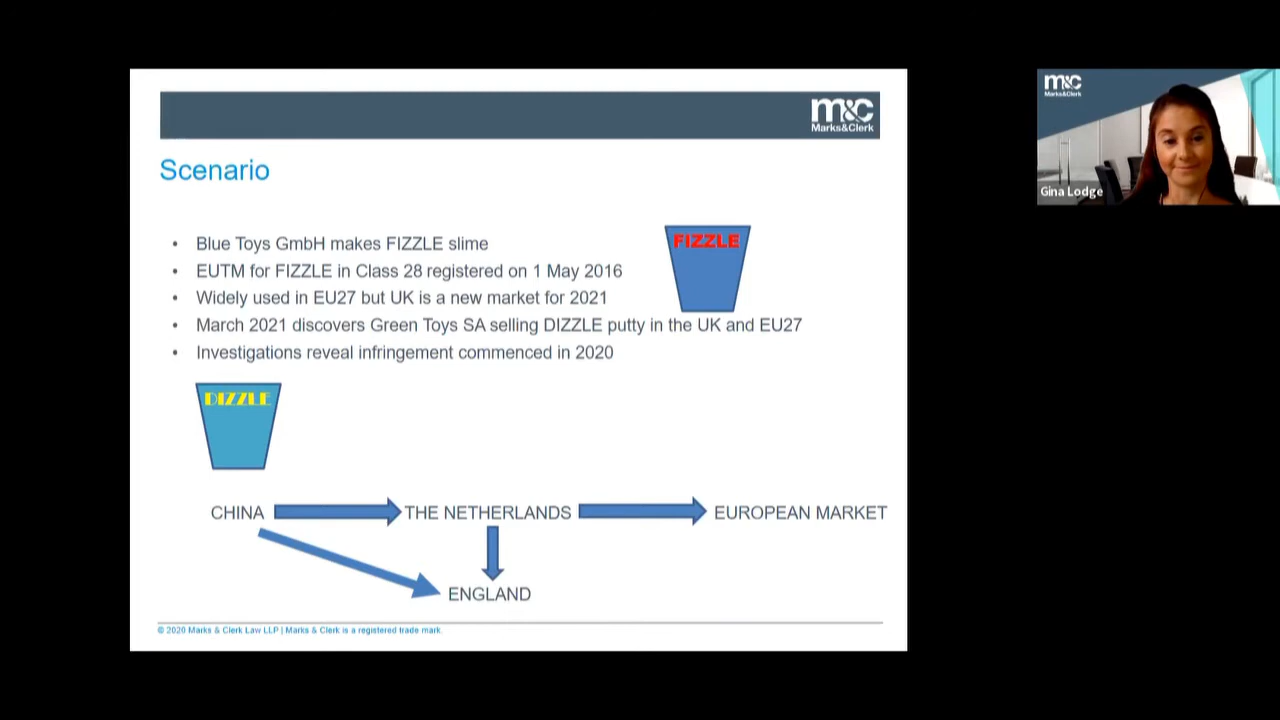 m&c
Marks&Clerk
Scenario
• Blue Toys GmbH makes FIZZLE slime
• EUTM for FIZZLE in Class 28 registered on 1 May 2016
• Widely used in EU27 but UK is a new market for 2021
• March 2021 discovers Green Toys SA selling DIZZLE putty in the UK and EU27
• Investigations reveal infringement commenced in 2020
FIZZLE
DIZZLE
CHINA
THE NETHERLANDS
EUROPEAN MARKET
ENGLAND
© 2020 Marks & Clerk Law LLP | Marks & Clerk is a registered trade mark.
m&c
Marks&Clerk
Gina Lodge